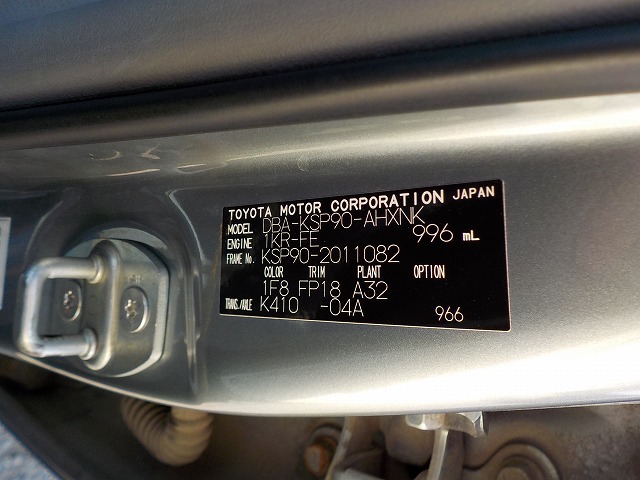 TOYOTA MOTOR CORPORATION JAPAN
MODEL DBA-KSP90-AHXNK
ENGINE 1KR-FE 996 mL
FRAME No. KSP90-2011082
COLOR TRIM PLANT OPTION
1F8 FP18 A32
TRANS./AXLE K410 -04A 966